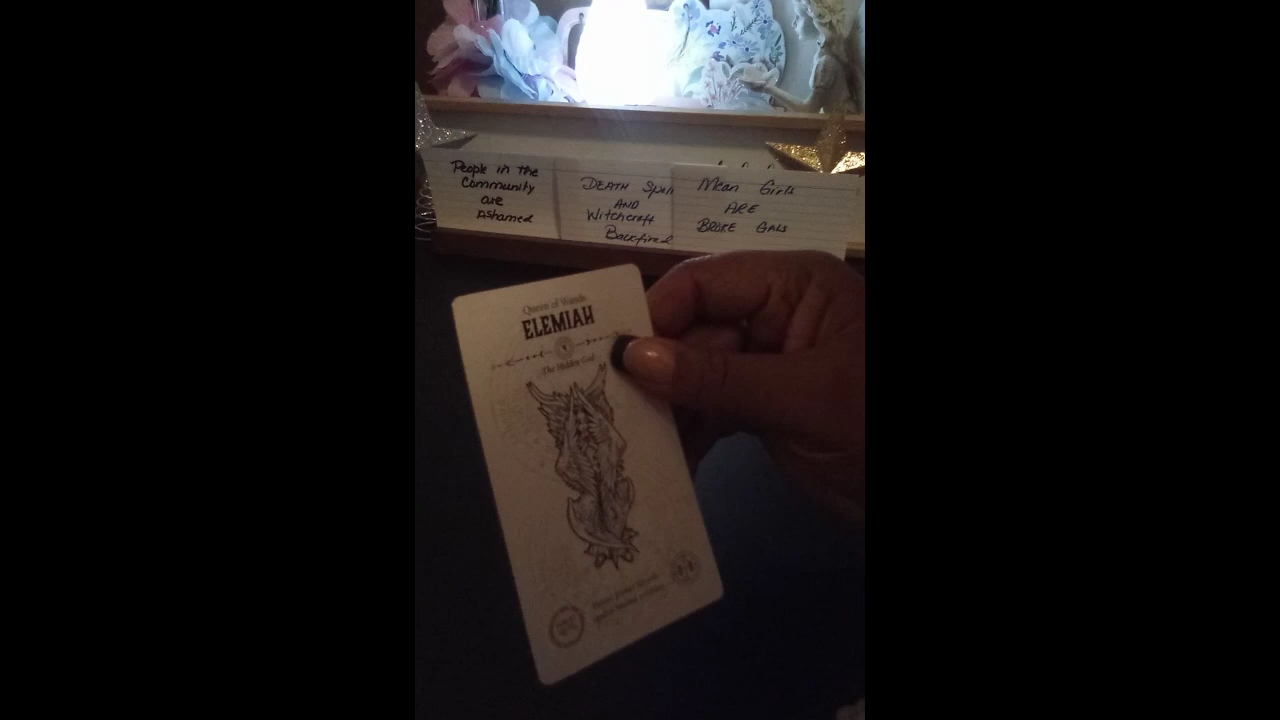 People in the
Community
are
Ashamed
DEATH Spell
AND
Witchcraft
Backfired
Mean Girls
ARE
BROKE GALS
Queen of Wands
ELEMIAH
The Hidden God